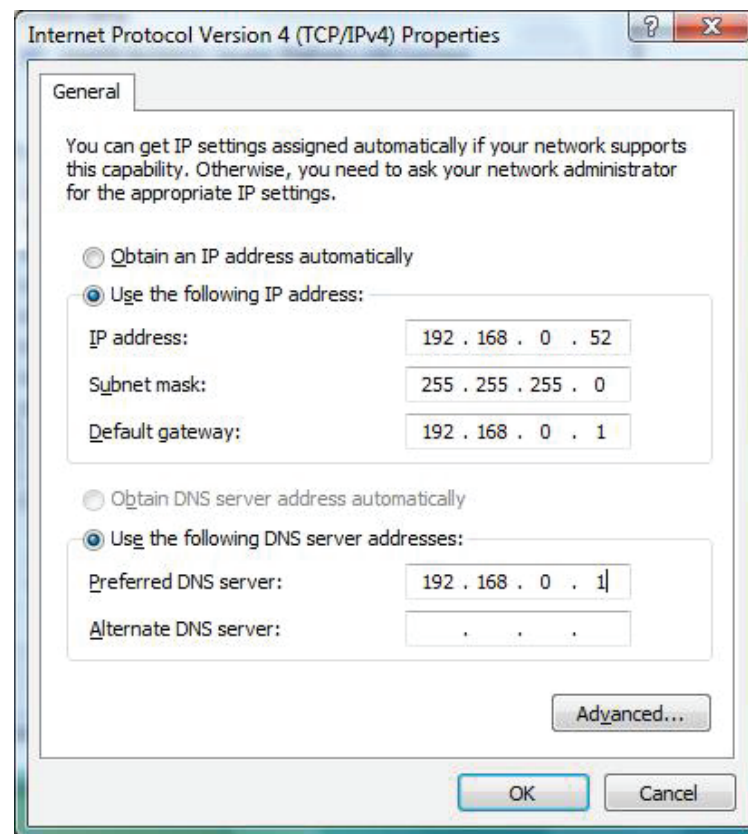 Internet Protocol Version 4 (TCP/IPv4) Properties
General
You can get IP settings assigned automatically if your network supports
this capability. Otherwise, you need to ask your network administrator
for the appropriate IP settings.
Obtain an IP address automatically
Use the following IP address:
IP address: 192 . 168 . 0 . 52
Subnet mask: 255 . 255 . 255 . 0
Default gateway: 192 . 168 . 0 . 1
Obtain DNS server address automatically
Use the following DNS server addresses:
Preferred DNS server: 192 . 168 . 0 . 1
Alternate DNS server: . . .
Advanced...
OK Cancel